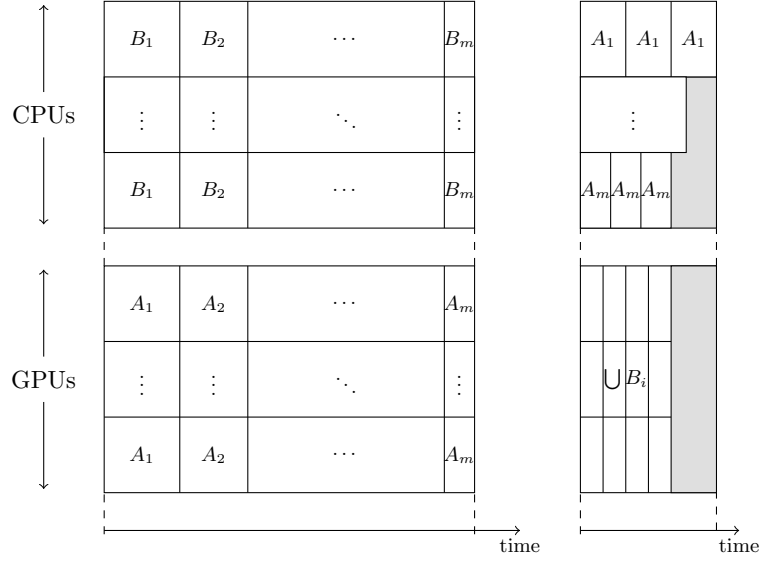 B₁ B₂ ⋯ Bₘ A₁ A₁ A₁
CPUs ⋮ ⋮ ⋱ ⋮ ⋮
B₁ B₂ ⋯ Bₘ Aₘ Aₘ Aₘ
A₁ A₂ ⋯ Aₘ
GPUs ⋮ ⋮ ⋱ ⋮ ⋃ Bᵢ
A₁ A₂ ⋯ Aₘ
time time